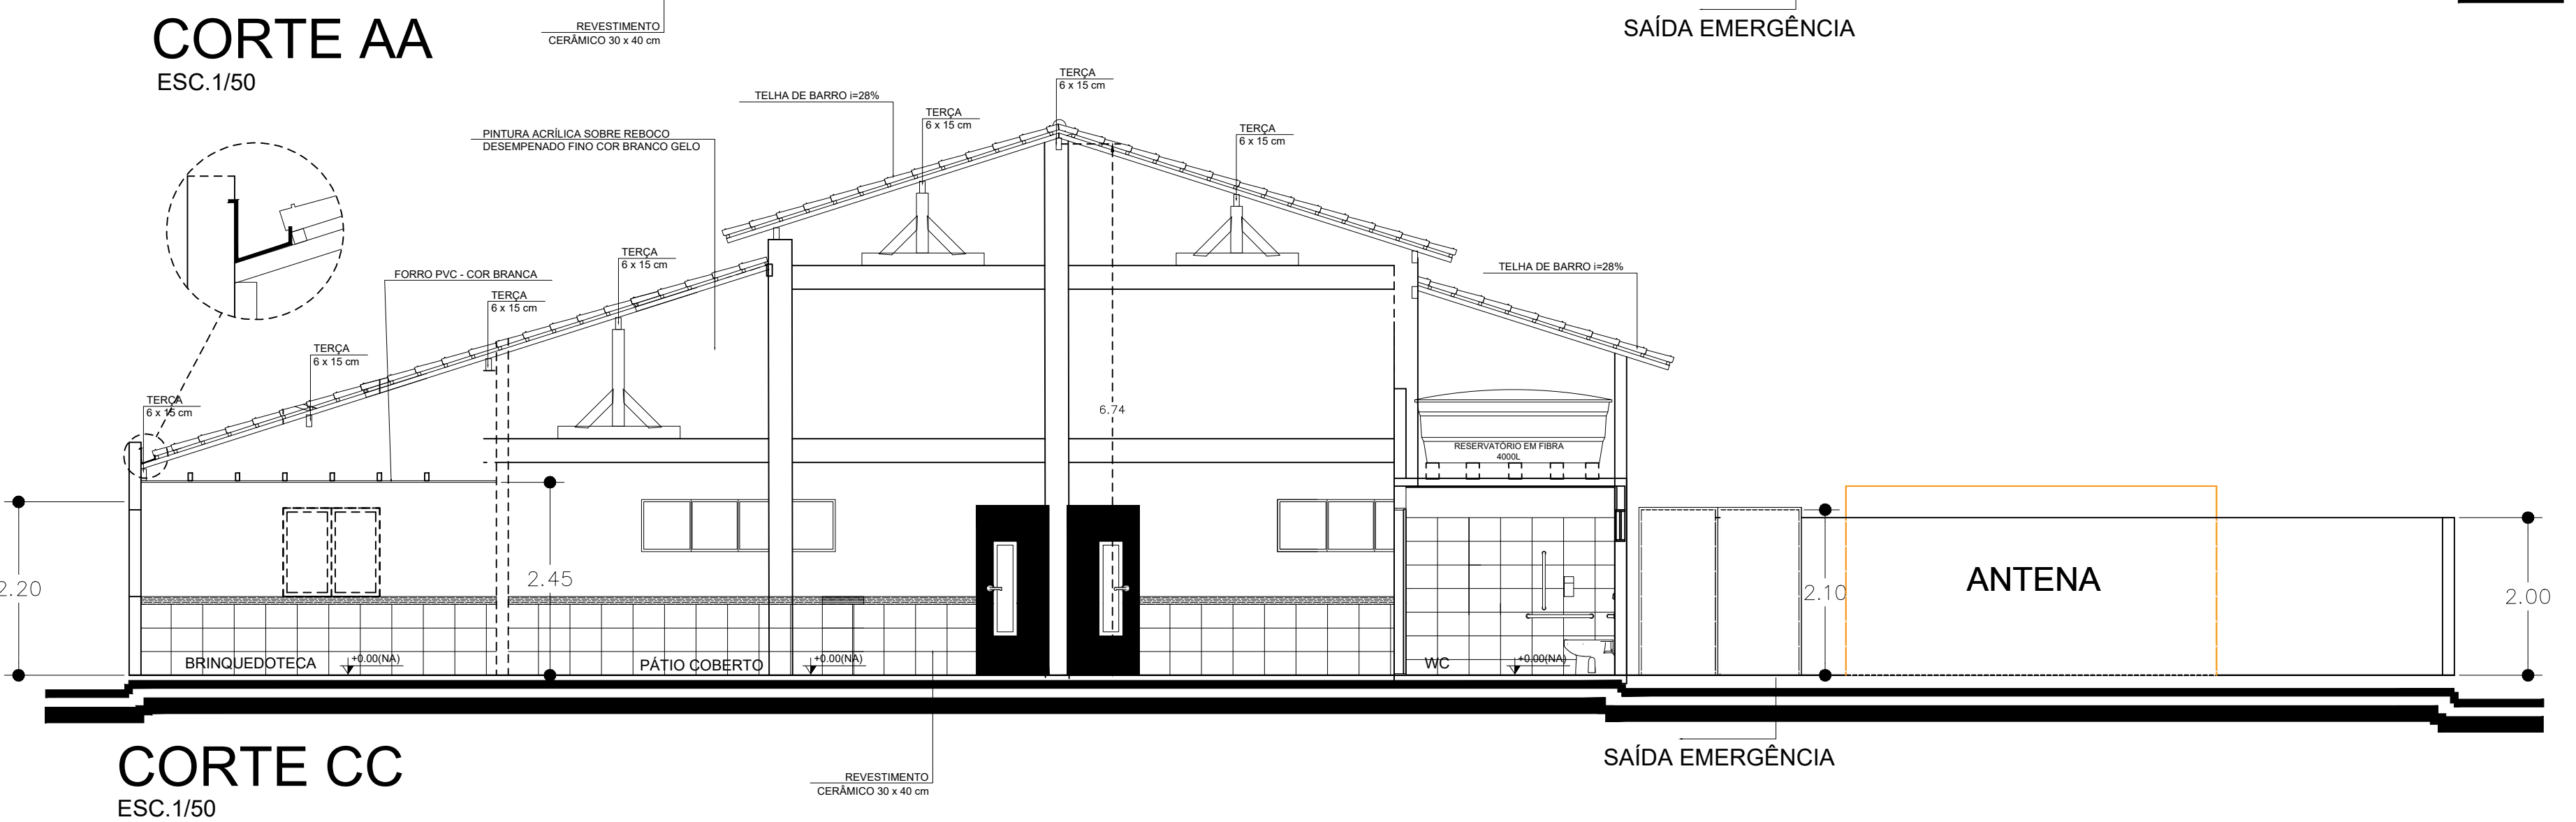 CORTE AA
ESC.1/50
REVESTIMENTO
CERÂMICO 30 x 40 cm
SAÍDA EMERGÊNCIA
TERÇA
6 x 15 cm
TELHA DE BARRO i=28%
TERÇA
6 x 15 cm
TERÇA
6 x 15 cm
PINTURA ACRÍLICA SOBRE REBOCO
DESEMPENADO FINO COR BRANCO GELO
TERÇA
6 x 15 cm
FORRO PVC - COR BRANCA
TELHA DE BARRO i=28%
TERÇA
6 x 15 cm
TERÇA
6 x 15 cm
TERÇA
6 x 15 cm
6.74
RESERVATÓRIO EM FIBRA
4000L
2.20
2.45
2.10
ANTENA
2.00
BRINQUEDOTECA
+0.00(NA)
PÁTIO COBERTO
+0.00(NA)
WC
+0.00(NA)
CORTE CC
ESC.1/50
REVESTIMENTO
CERÂMICO 30 x 40 cm
SAÍDA EMERGÊNCIA